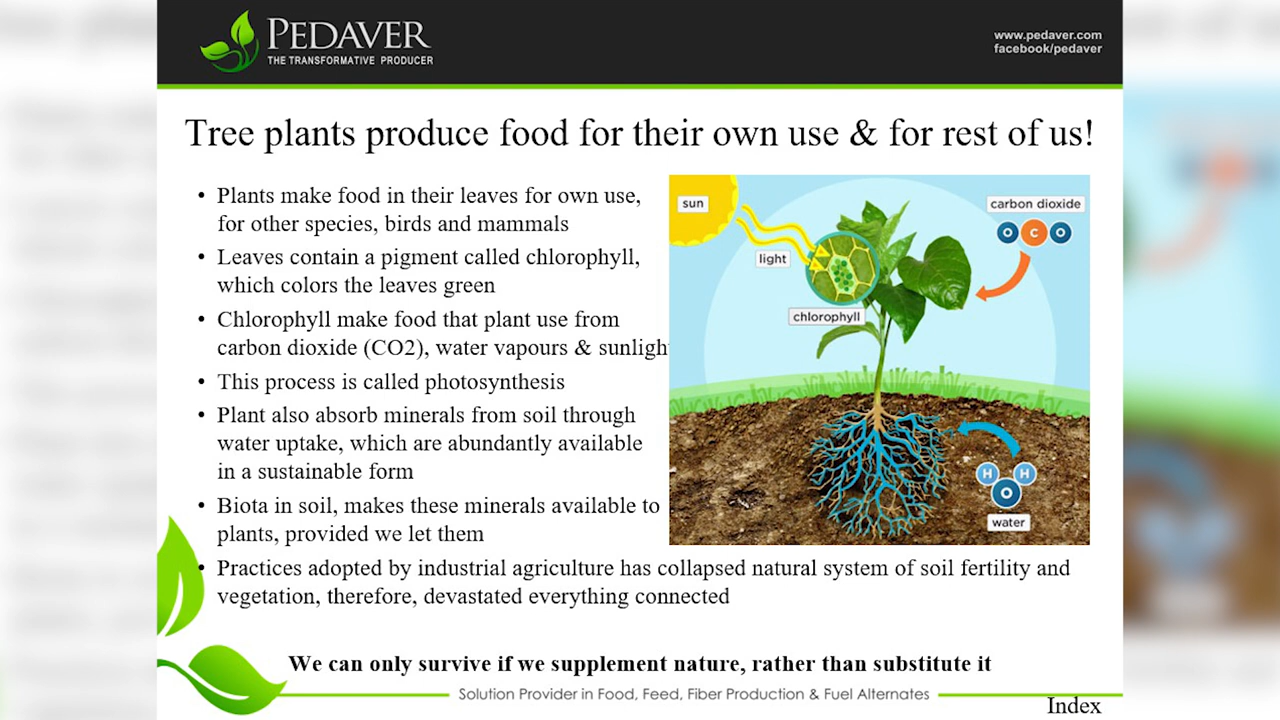 PEDAVER
THE TRANSFORMATIVE PRODUCER
www.pedaver.com
facebook/pedaver
Tree plants produce food for their own use & for rest of us!
• Plants make food in their leaves for own use,
for other species, birds and mammals
• Leaves contain a pigment called chlorophyll,
which colors the leaves green
• Chlorophyll make food that plant use from
carbon dioxide (CO2), water vapours & sunligh
• This process is called photosynthesis
• Plant also absorb minerals from soil through
water uptake, which are abundantly available
in a sustainable form
• Biota in soil, makes these minerals available to
plants, provided we let them
• Practices adopted by industrial agriculture has collapsed natural system of soil fertility and
vegetation, therefore, devastated everything connected
sun
light
chlorophyll
carbon dioxide
O C O
H H
O
water
We can only survive if we supplement nature, rather than substitute it
Solution Provider in Food, Feed, Fiber Production & Fuel Alternates
Index